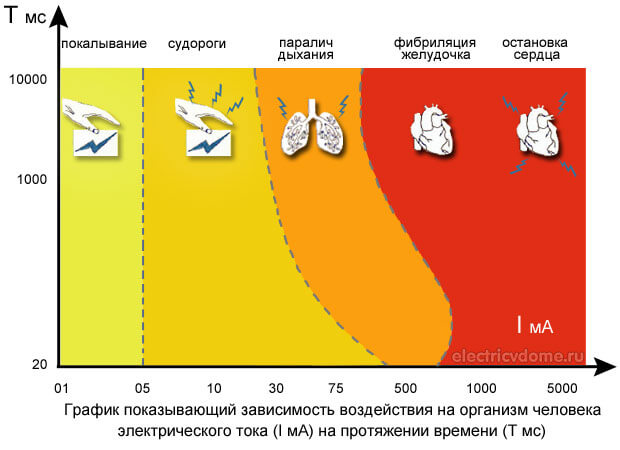 Т мс
покалывание судороги паралич фибриляция остановка
дыхания желудочка сердца
10000
1000
I мА
electricvdome.ru
20
01 05 10 30 75 500 1000 5000
График показывающий зависимость воздействия на организм человека
электрического тока (I мА) на протяжении времени (Т мс)